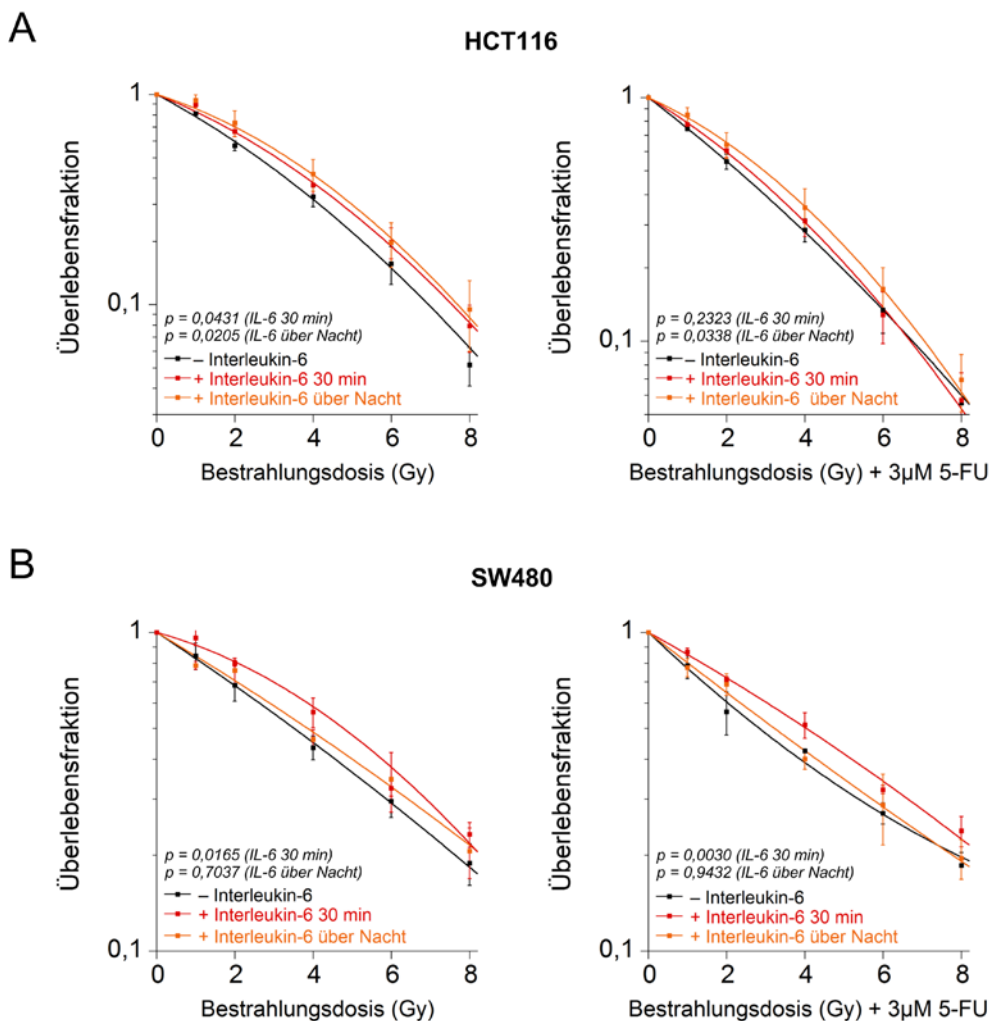 A
HCT116
Überlebensfraktion
1
0,1
p = 0,0431 (IL-6 30 min)
p = 0,0205 (IL-6 über Nacht)
– Interleukin-6
+ Interleukin-6 30 min
+ Interleukin-6 über Nacht
0 2 4 6 8
Bestrahlungsdosis (Gy)
Überlebensfraktion
1
0,1
p = 0,2323 (IL-6 30 min)
p = 0,0338 (IL-6 über Nacht)
– Interleukin-6
+ Interleukin-6 30 min
+ Interleukin-6 über Nacht
0 2 4 6 8
Bestrahlungsdosis (Gy) + 3µM 5-FU
B
SW480
Überlebensfraktion
1
0,1
p = 0,0165 (IL-6 30 min)
p = 0,7037 (IL-6 über Nacht)
– Interleukin-6
+ Interleukin-6 30 min
+ Interleukin-6 über Nacht
0 2 4 6 8
Bestrahlungsdosis (Gy)
Überlebensfraktion
1
0,1
p = 0,0030 (IL-6 30 min)
p = 0,9432 (IL-6 über Nacht)
– Interleukin-6
+ Interleukin-6 30 min
+ Interleukin-6 über Nacht
0 2 4 6 8
Bestrahlungsdosis (Gy) + 3µM 5-FU